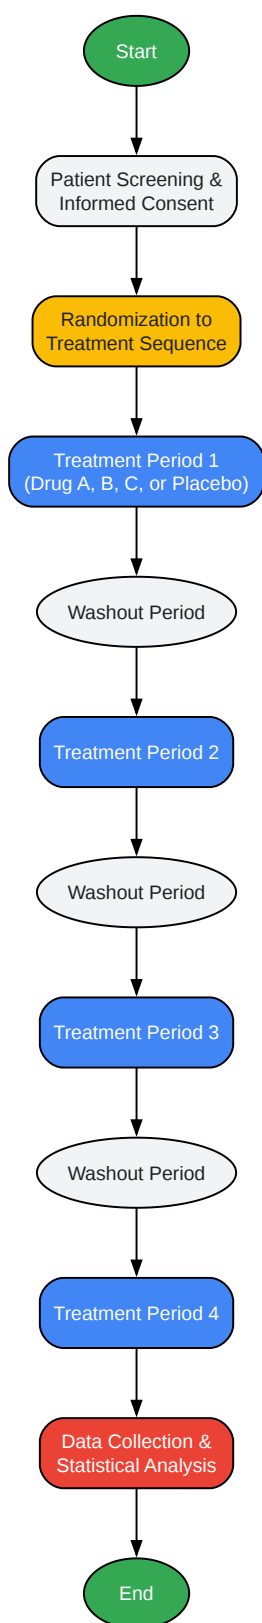 Start
Patient Screening &
Informed Consent
Randomization to
Treatment Sequence
Treatment Period 1
(Drug A, B, C, or Placebo)
Washout Period
Treatment Period 2
Washout Period
Treatment Period 3
Washout Period
Treatment Period 4
Data Collection &
Statistical Analysis
End